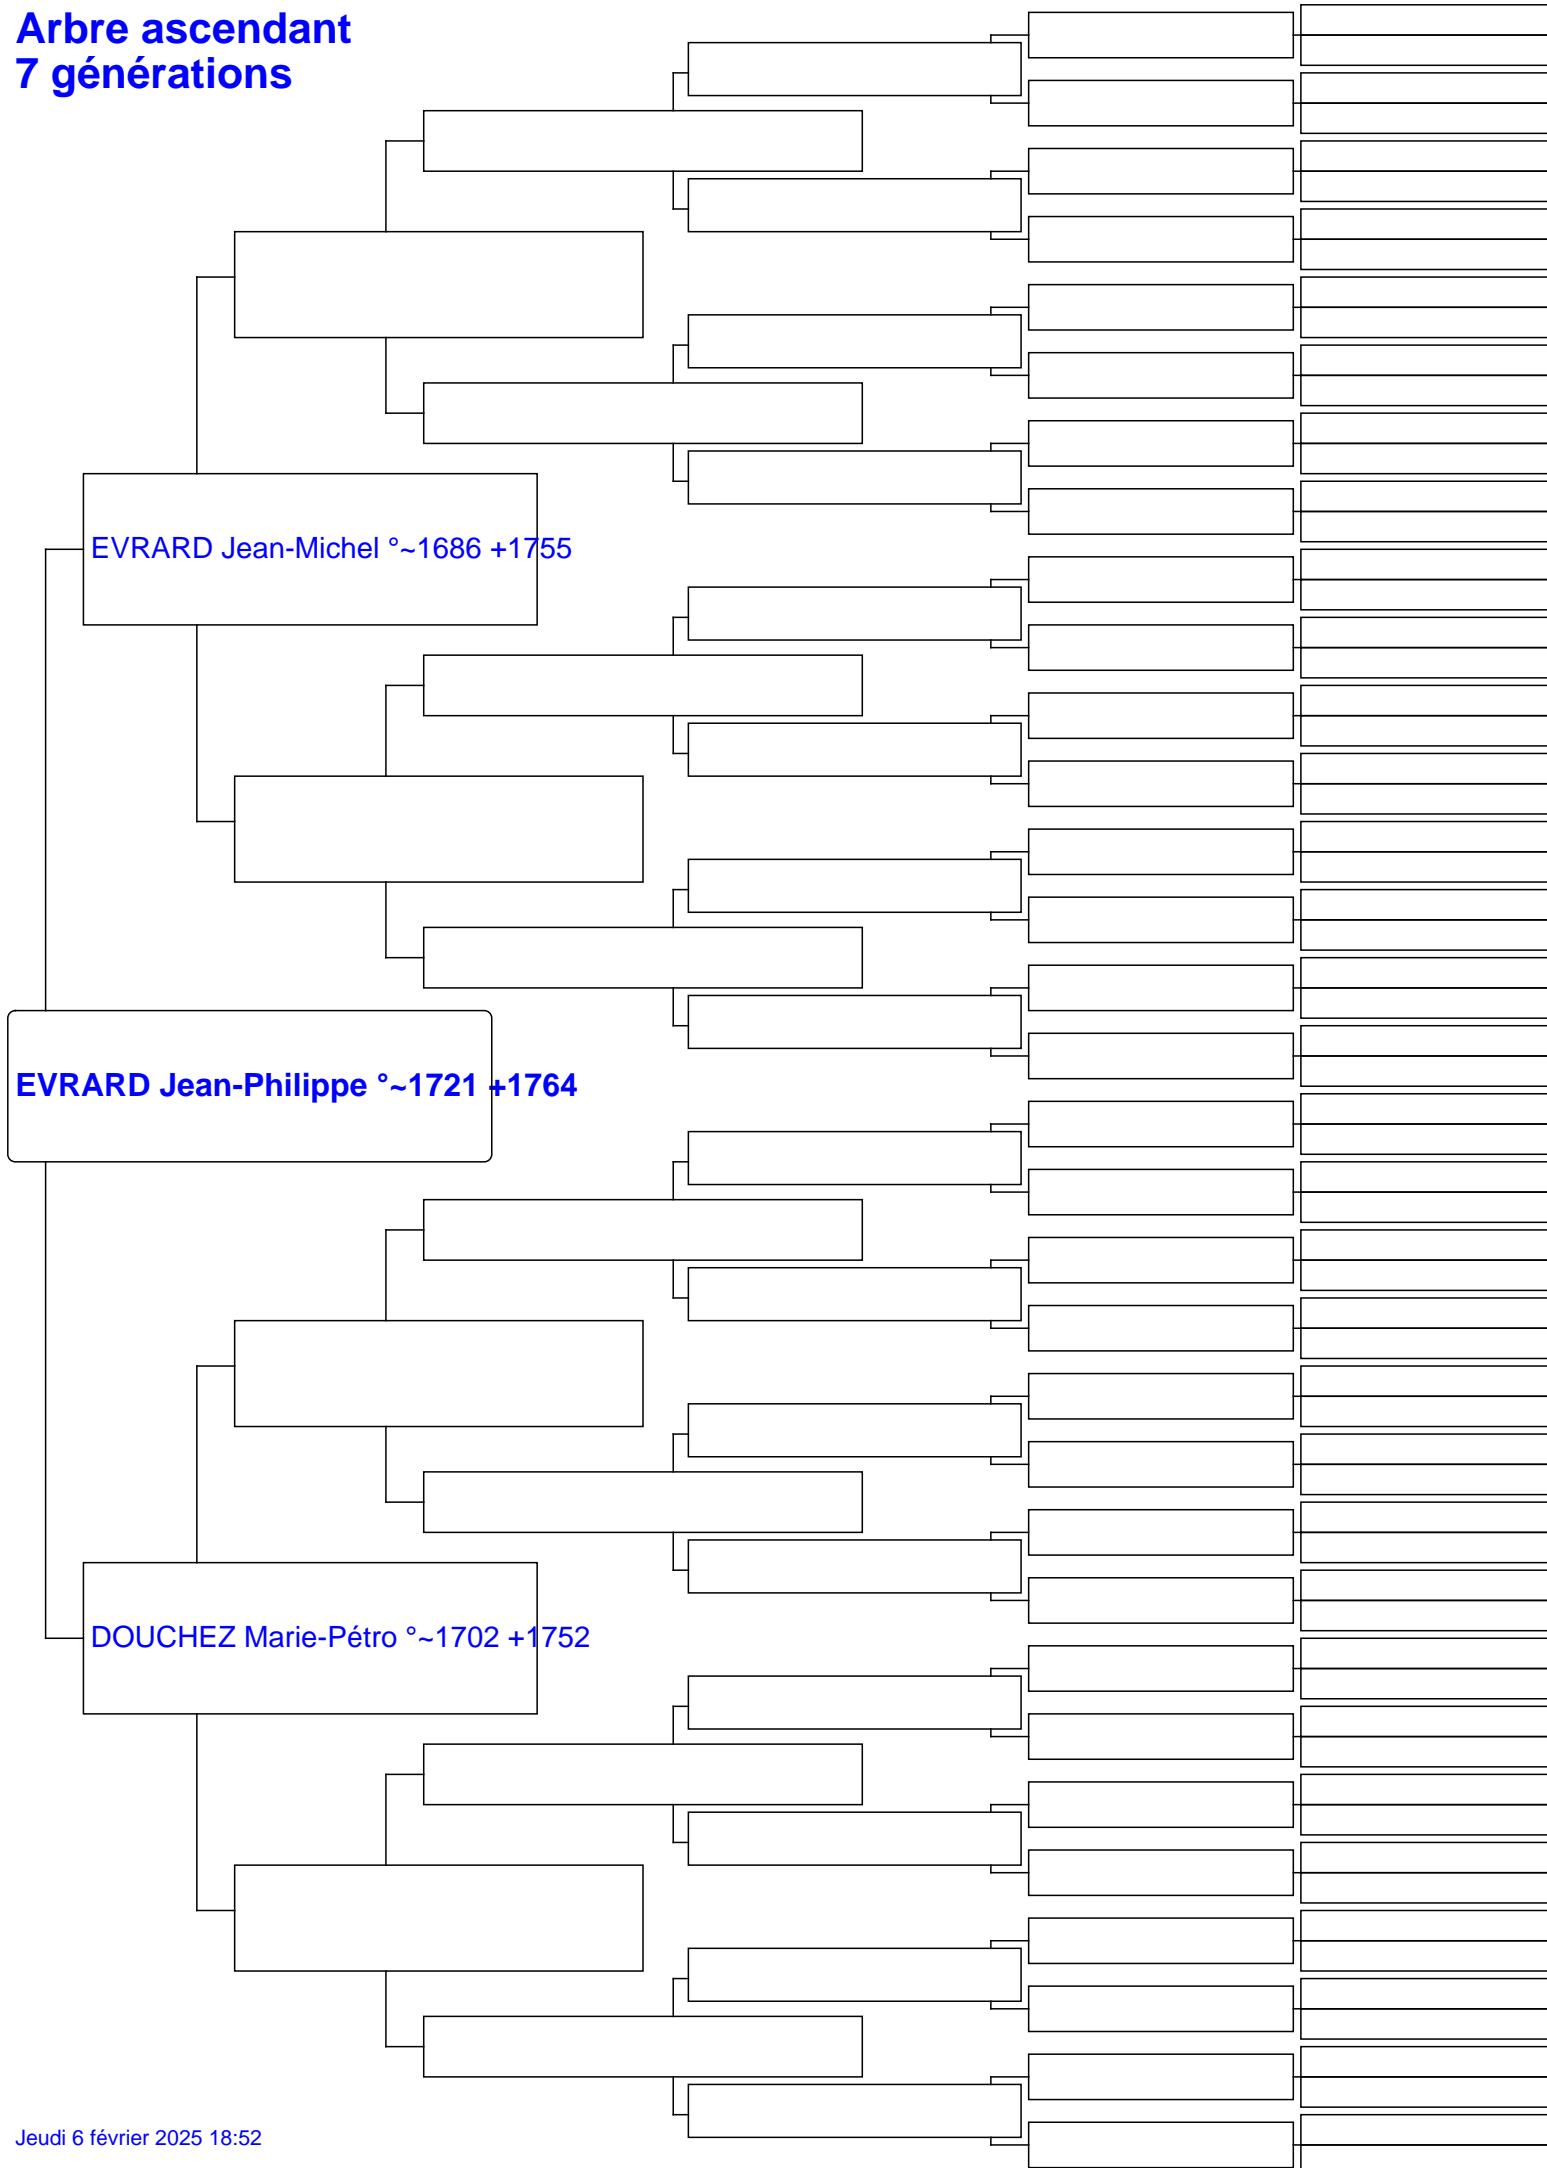 Arbre ascendant
7 générations
EVRARD Jean-Michel °~1686 +1755
EVRARD Jean-Philippe °~1721 +1764
DOUCHEZ Marie-Pétro °~1702 +1752
Jeudi 6 février 2025 18:52